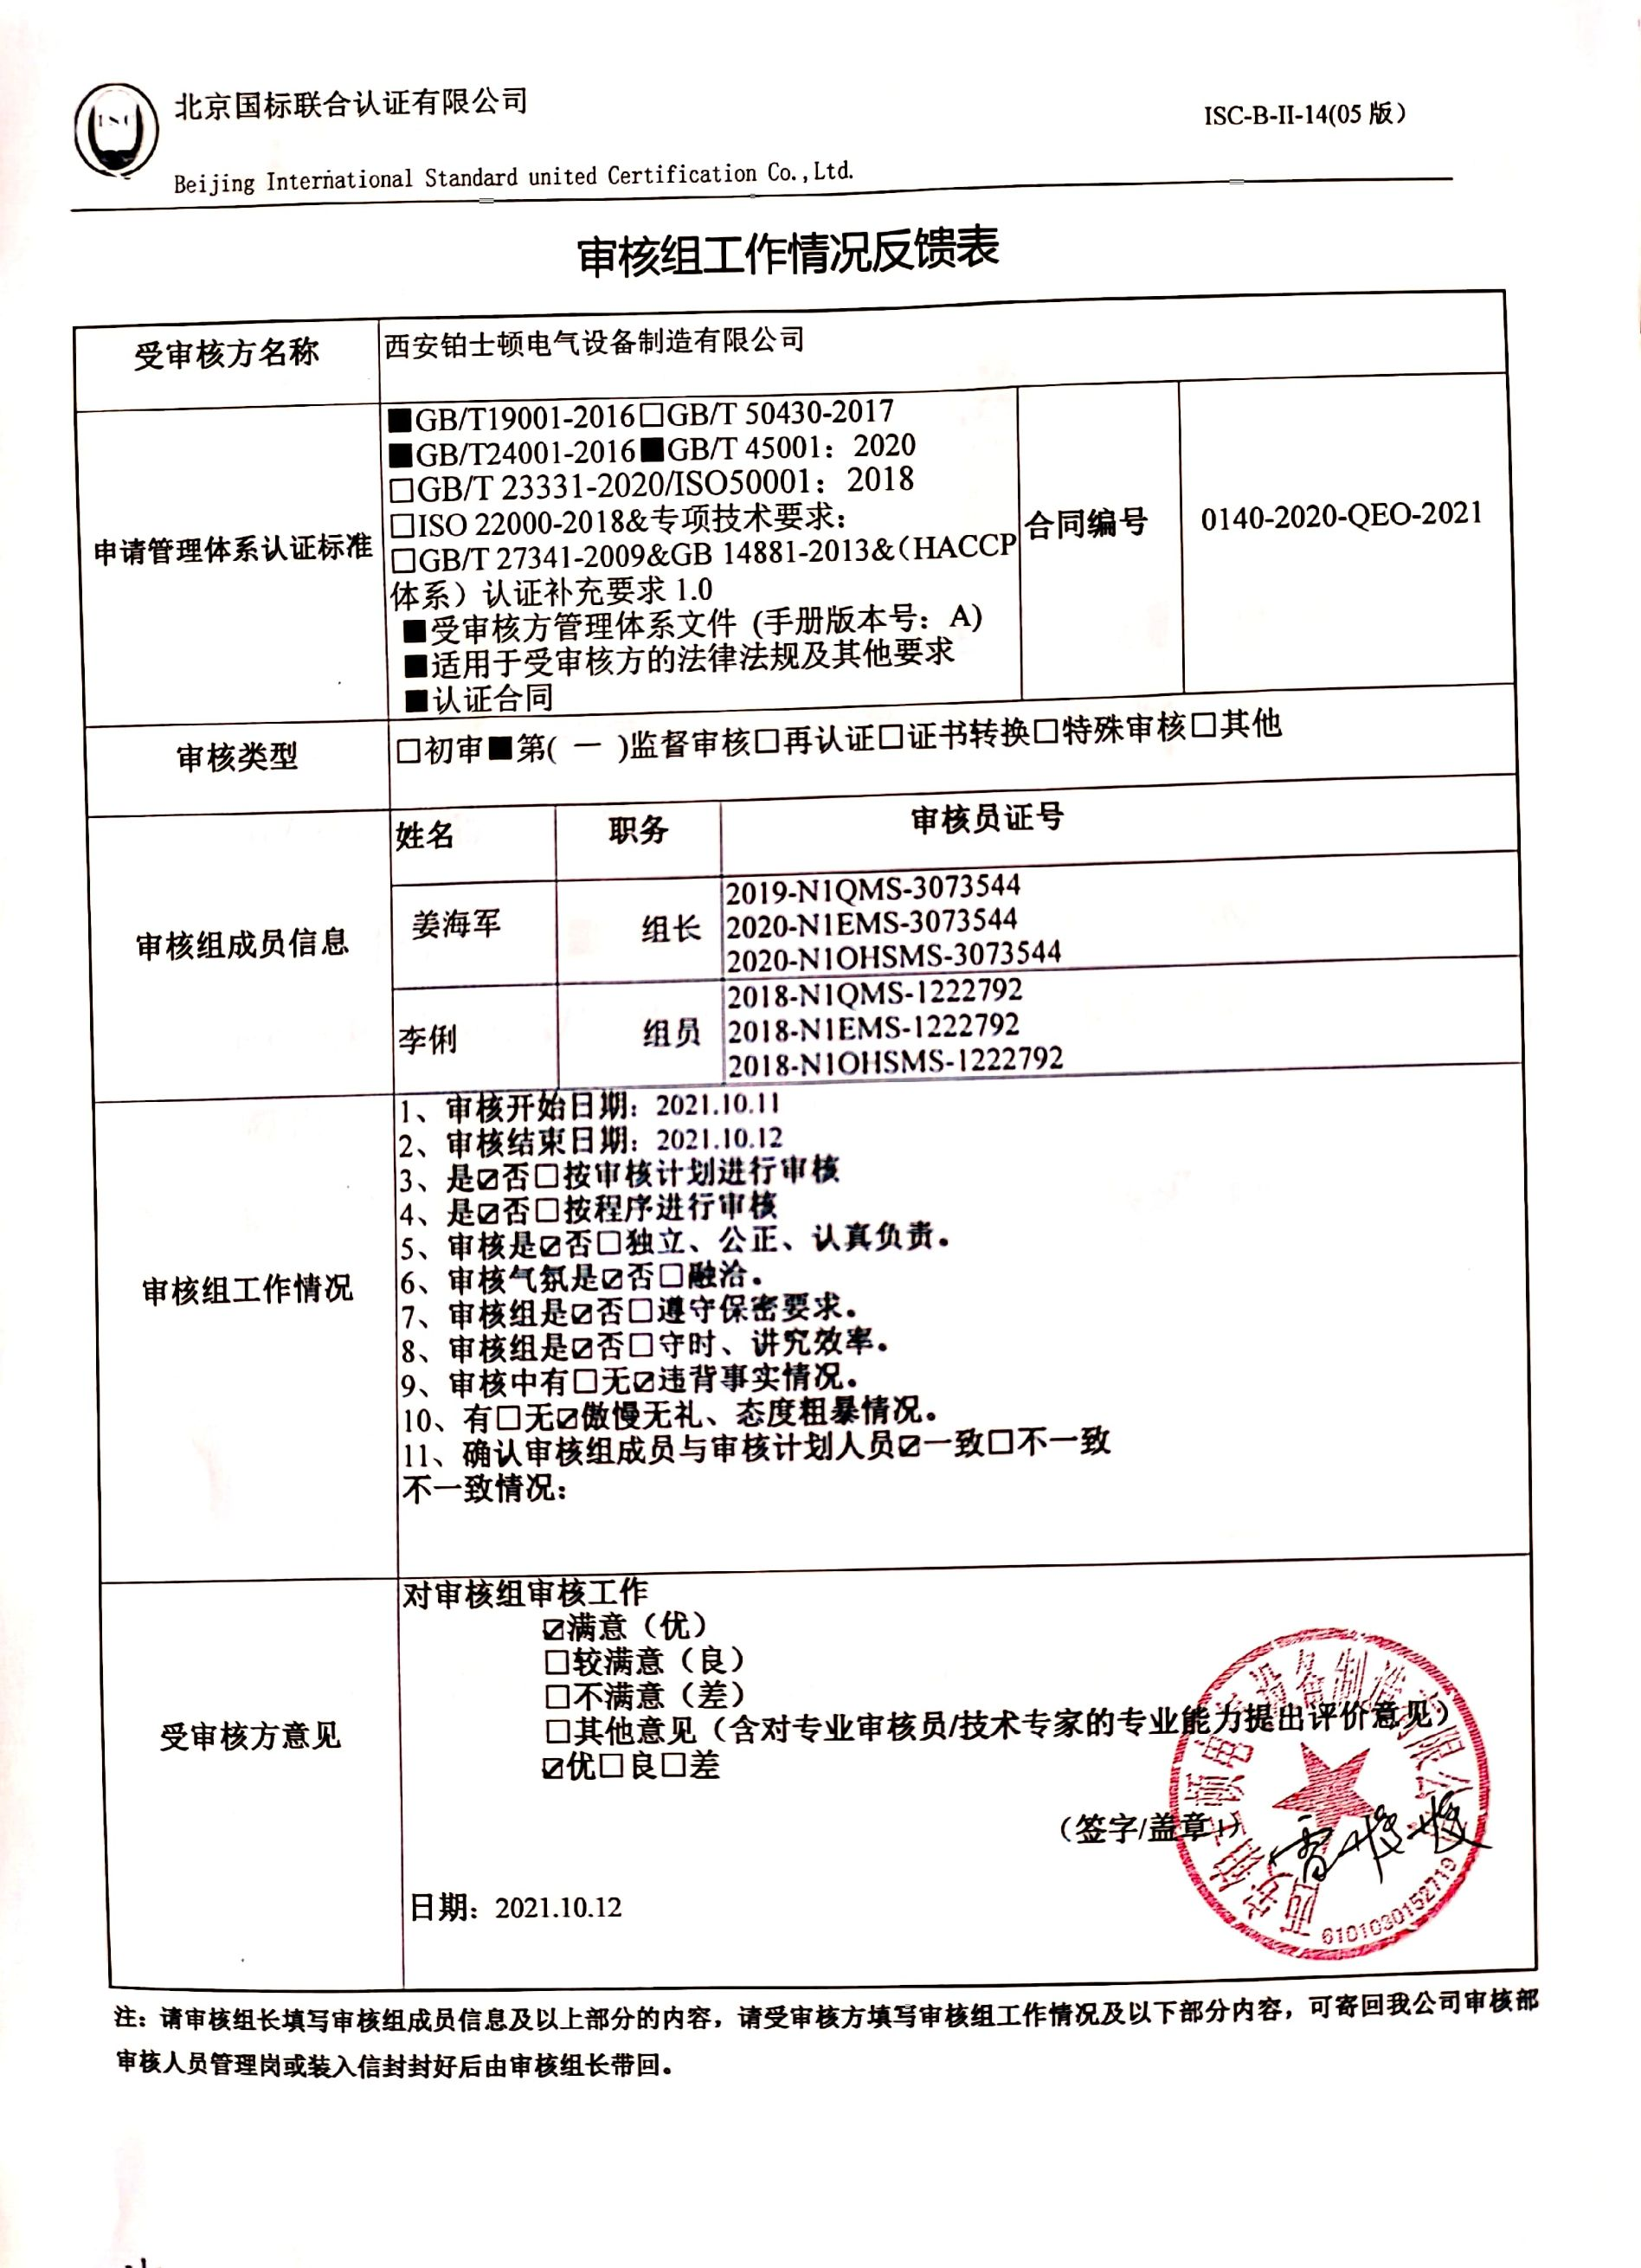 ISC
北京国标联合认证有限公司
ISC-B-II-14(05 版)
Beijing International Standard united Certification Co.,Ltd.
审核组工作情况反馈表
受审核方名称
西安铂士顿电气设备制造有限公司
申请管理体系认证标准
■GB/T19001-2016□GB/T 50430-2017
■GB/T24001-2016■GB/T 45001：2020
□GB/T 23331-2020/ISO50001：2018
□ISO 22000-2018&专项技术要求：
□GB/T 27341-2009&GB 14881-2013&（HACCP
体系）认证补充要求 1.0
■受审核方管理体系文件 (手册版本号：A)
■适用于受审核方的法律法规及其他要求
■认证合同
合同编号
0140-2020-QEO-2021
审核类型
□初审■第( 一 )监督审核□再认证□证书转换□特殊审核□其他
审核组成员信息
姓名 职务 审核员证号
姜海军 组长
2019-N1QMS-3073544
2020-N1EMS-3073544
2020-N1OHSMS-3073544
李俐 组员
2018-N1QMS-1222792
2018-N1EMS-1222792
2018-N1OHSMS-1222792
审核组工作情况
1、审核开始日期：2021.10.11
2、审核结束日期：2021.10.12
3、是☑否□按审核计划进行审核
4、是☑否□按程序进行审核
5、审核是☑否□独立、公正、认真负责。
6、审核气氛是☑否□融洽。
7、审核组是☑否□遵守保密要求。
8、审核组是☑否□守时、讲究效率。
9、审核中有□无☑违背事实情况。
10、有□无☑傲慢无礼、态度粗暴情况。
11、确认审核组成员与审核计划人员☑一致□不一致
不一致情况：
受审核方意见
对审核组审核工作
☑满意（优）
□较满意（良）
□不满意（差）
□其他意见（含对专业审核员/技术专家的专业能力提出评价意见）
☑优□良□差
（签字/盖章）
西安铂士顿电气设备制造有限公司
6101030152719
日期：2021.10.12
注：请审核组长填写审核组成员信息及以上部分的内容，请受审核方填写审核组工作情况及以下部分内容，可寄回我公司审核部
审核人员管理岗或装入信封封好后由审核组长带回。